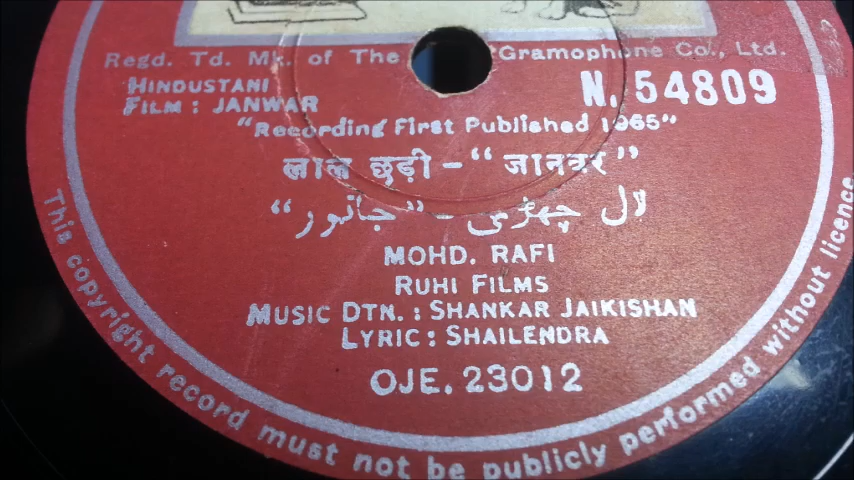 Regd. Td. Mk. of The Gramophone Co., Ltd.
HINDUSTANI
FILM : JANWAR
N. 54809
"Recording First Published 1965"
लाल छड़ी - "जानवर"
لال چھڑی - "جانور"
MOHD. RAFI
RUHI FILMS
MUSIC DTN. : SHANKAR JAIKISHAN
LYRIC : SHAILENDRA
OJE. 23012
This copyright record must not be publicly performed without licence